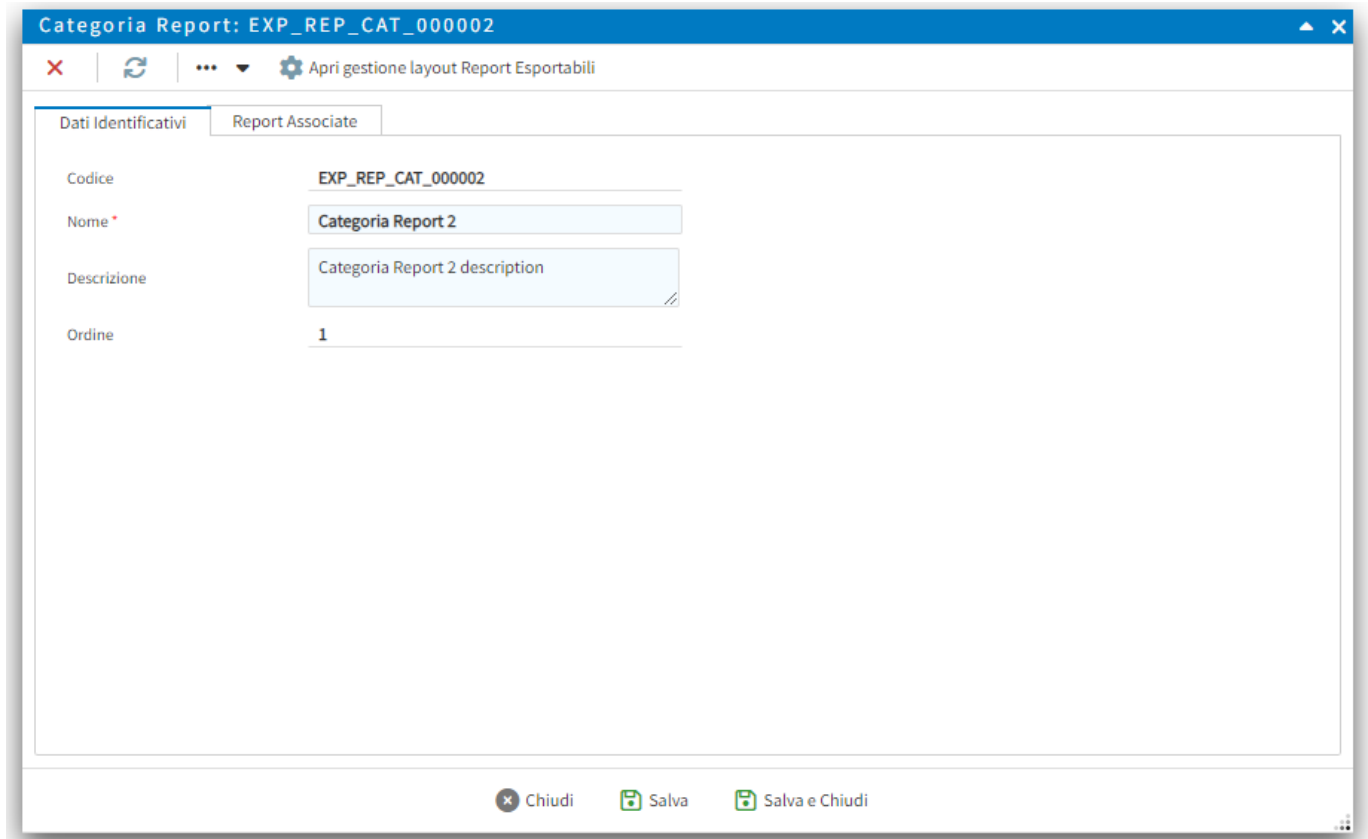 Categoria Report: EXP_REP_CAT_000002
Apri gestione layout Report Esportabili
Dati Identificativi Report Associate
Codice EXP_REP_CAT_000002
Nome * Categoria Report 2
Descrizione Categoria Report 2 description
Ordine 1
Chiudi Salva Salva e Chiudi